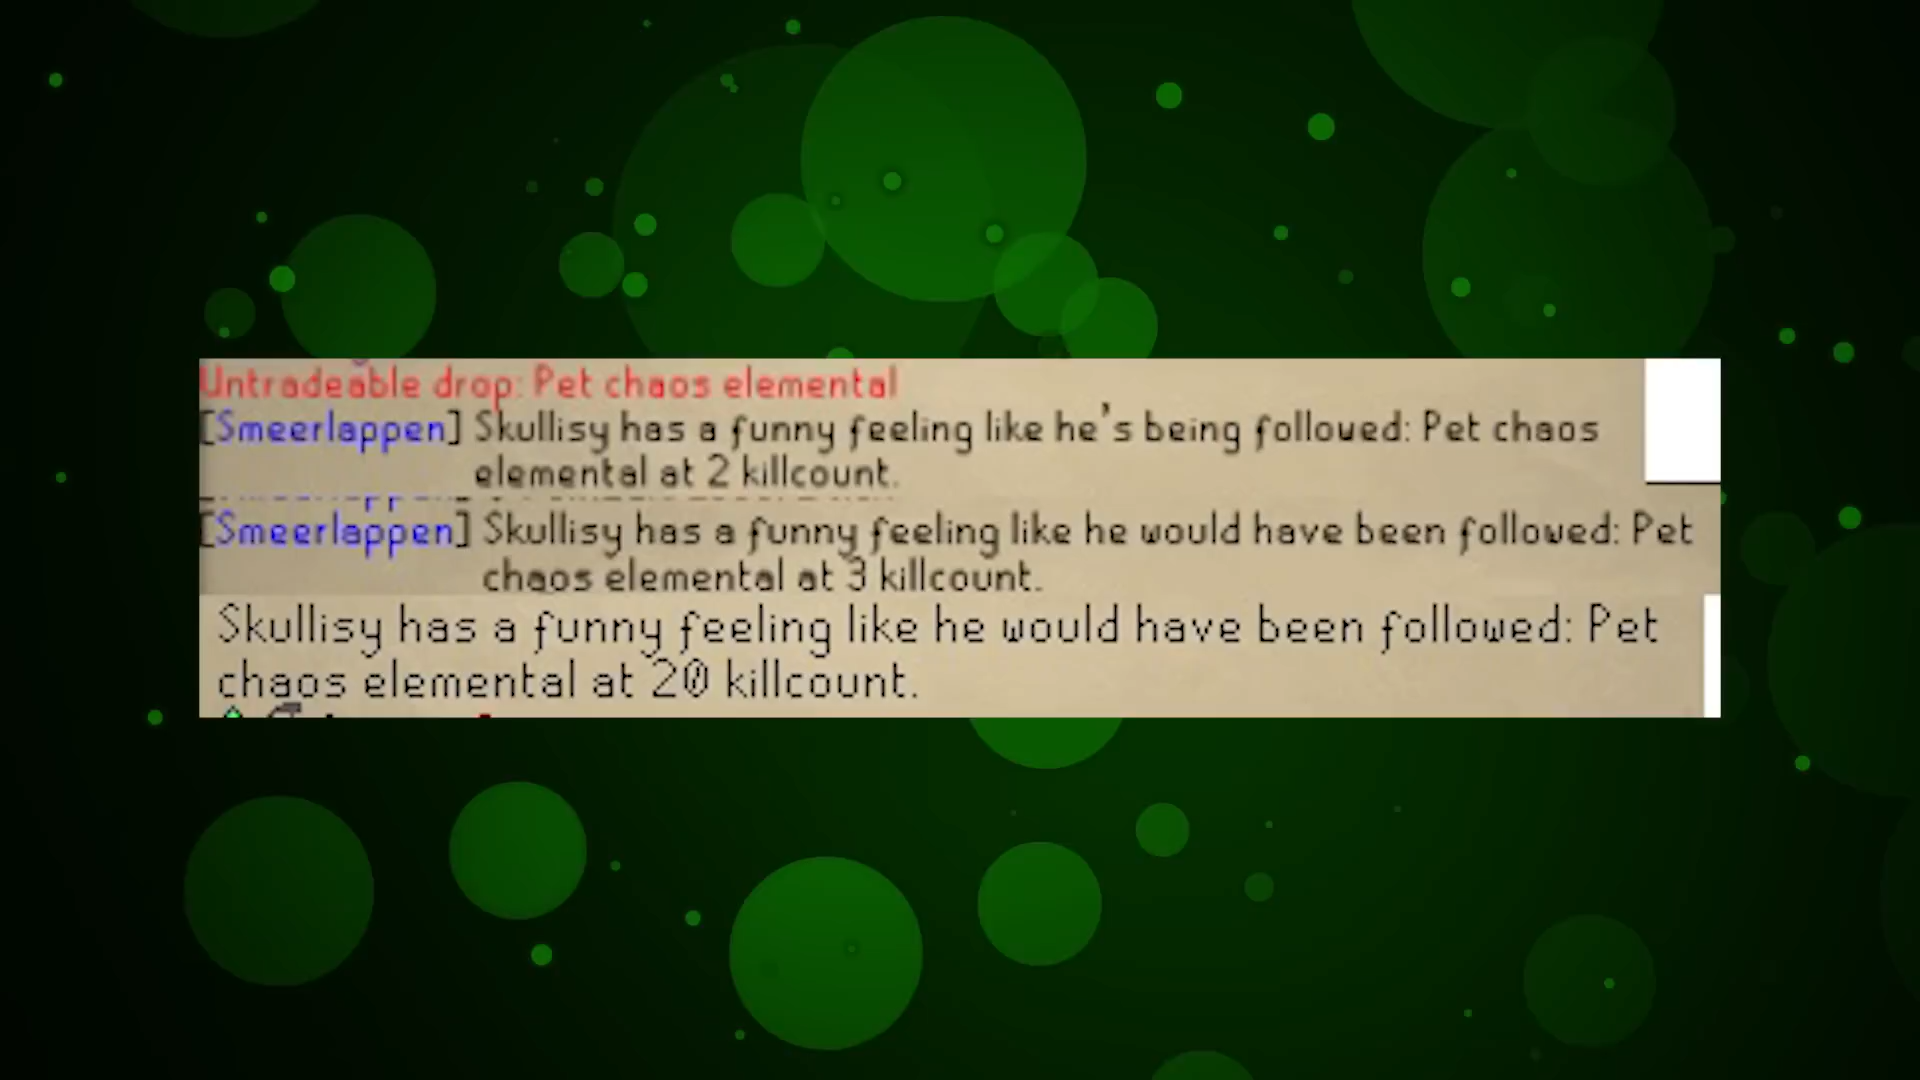 Untradeable drop: Pet chaos elemental
[Smeerlappen] Skullisy has a funny feeling like he's being followed: Pet chaos
elemental at 2 killcount.
[Smeerlappen] Skullisy has a funny feeling like he would have been followed: Pet
chaos elemental at 3 killcount.
Skullisy has a funny feeling like he would have been followed: Pet
chaos elemental at 20 killcount.